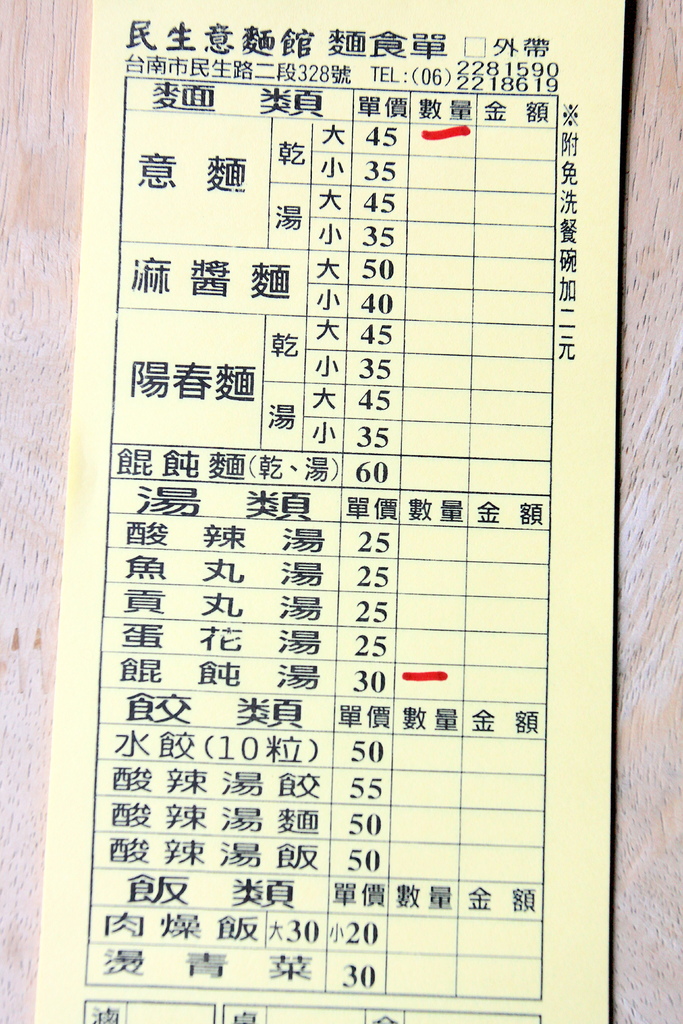 民生意麵館 麵食單 □外帶
台南市民生路二段328號 TEL:(06) 2281590
2218619
麵類 單價 數量 金額
意麵 乾 大 45
小 35
湯 大 45
小 35
麻醬麵 大 50
小 40
陽春麵 乾 大 45
小 35
湯 大 45
小 35
餛飩麵(乾、湯) 60
湯類 單價 數量 金額
酸辣湯 25
魚丸湯 25
貢丸湯 25
蛋花湯 25
餛飩湯 30
餃類 單價 數量 金額
水餃(10粒) 50
酸辣湯餃 55
酸辣湯麵 50
酸辣湯飯 50
飯類 單價 數量 金額
肉燥飯 大30 小20
燙青菜 30
※附免洗餐碗加二元